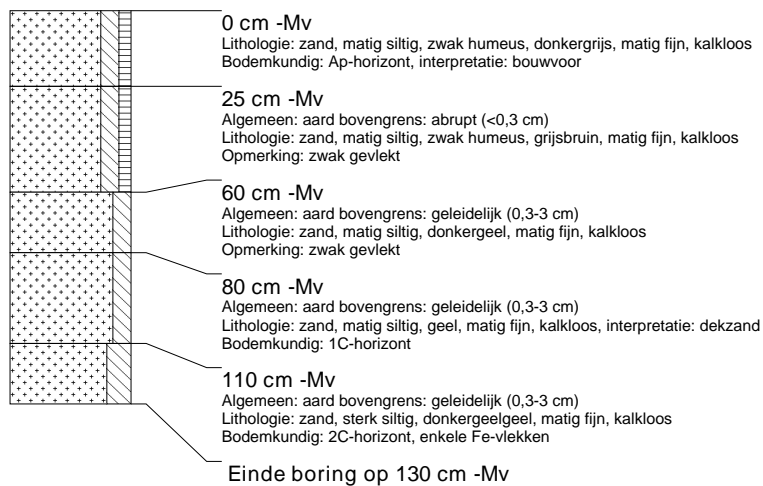 0 cm -Mv
Lithologie: zand, matig siltig, zwak humeus, donkergrijs, matig fijn, kalkloos
Bodemkundig: Ap-horizont, interpretatie: bouwvoor
25 cm -Mv
Algemeen: aard bovengrens: abrupt (<0,3 cm)
Lithologie: zand, matig siltig, zwak humeus, grijsbruin, matig fijn, kalkloos
Opmerking: zwak gevlekt
60 cm -Mv
Algemeen: aard bovengrens: geleidelijk (0,3-3 cm)
Lithologie: zand, matig siltig, donkergeel, matig fijn, kalkloos
Opmerking: zwak gevlekt
80 cm -Mv
Algemeen: aard bovengrens: geleidelijk (0,3-3 cm)
Lithologie: zand, matig siltig, geel, matig fijn, kalkloos, interpretatie: dekzand
Bodemkundig: 1C-horizont
110 cm -Mv
Algemeen: aard bovengrens: geleidelijk (0,3-3 cm)
Lithologie: zand, sterk siltig, donkergeelgeel, matig fijn, kalkloos
Bodemkundig: 2C-horizont, enkele Fe-vlekken
Einde boring op 130 cm -Mv